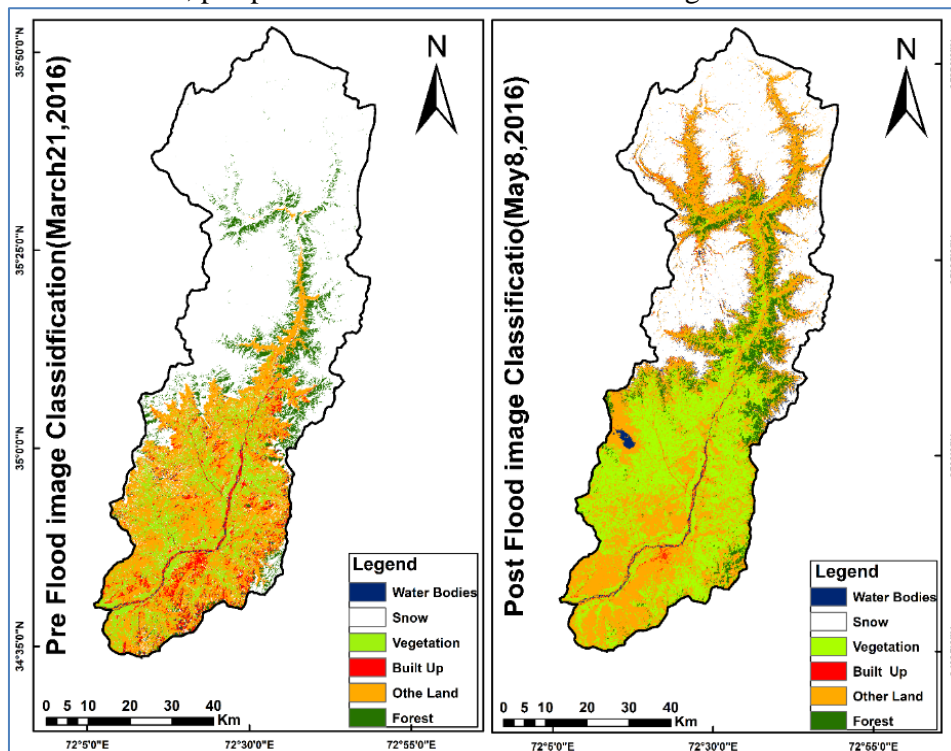 Pre Flood image Classidfication(March21,2016)
35°50'0"N
35°25'0"N
35°0'0"N
34°35'0"N
N
Legend
Water Bodies
Snow
Vegetation
Built Up
Othe Land
Forest
0 5 10 20 30 40
Km
72°5'0"E 72°30'0"E 72°55'0"E
Post Flood image Classificatio(May8,2016)
N
Legend
Water Bodies
Snow
Vegetation
Built Up
Other Land
Forest
0 5 10 20 30 40
Km
72°5'0"E 72°30'0"E 72°55'0"E